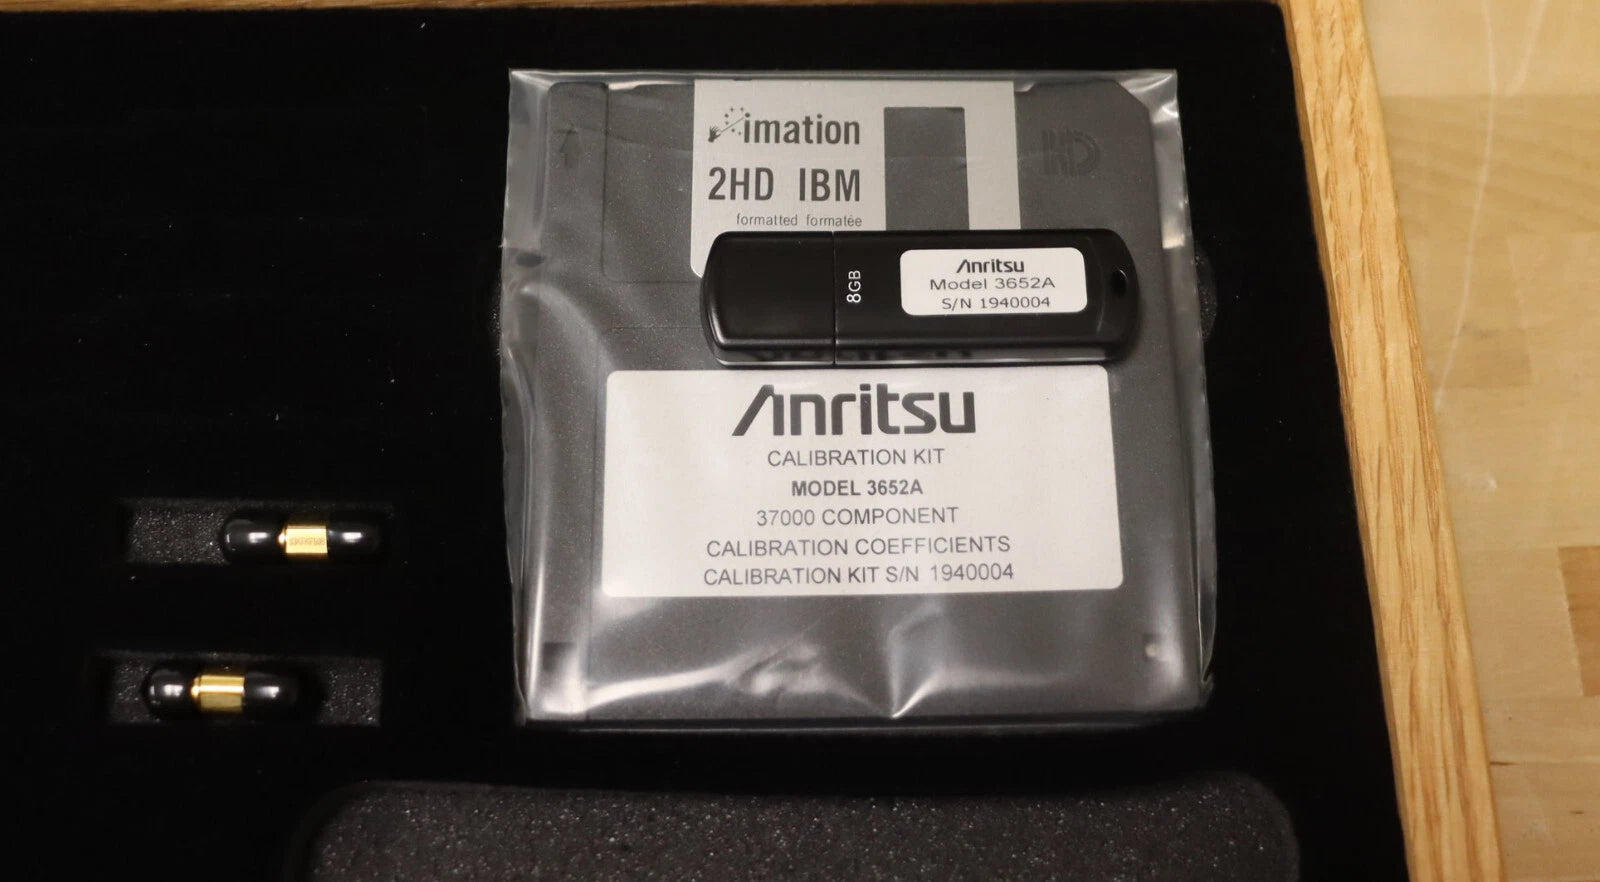 imation
2HD IBM
formatted formatée
HD
8GB
Anritsu
Model 3652A
S/N 1940004
Anritsu
CALIBRATION KIT
MODEL 3652A
37000 COMPONENT
CALIBRATION COEFFICIENTS
CALIBRATION KIT S/N 1940004